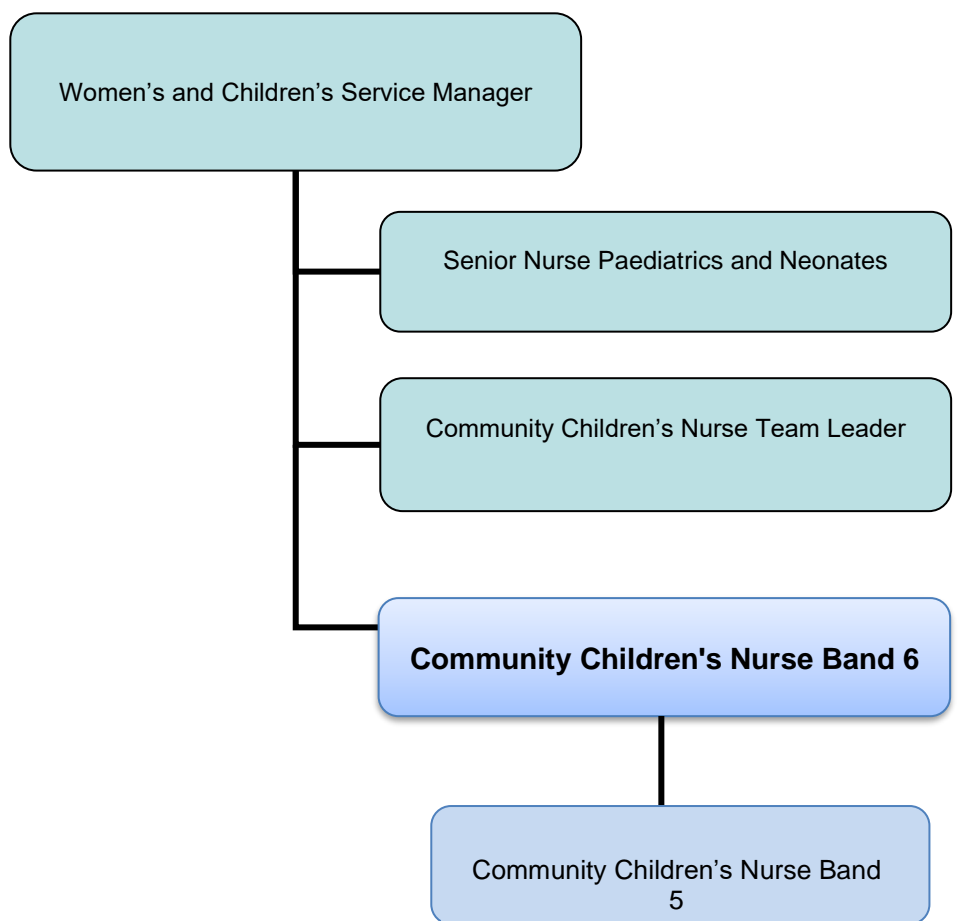 Women’s and Children’s Service Manager
Senior Nurse Paediatrics and Neonates
Community Children’s Nurse Team Leader
Community Children's Nurse Band 6
Community Children’s Nurse Band
5